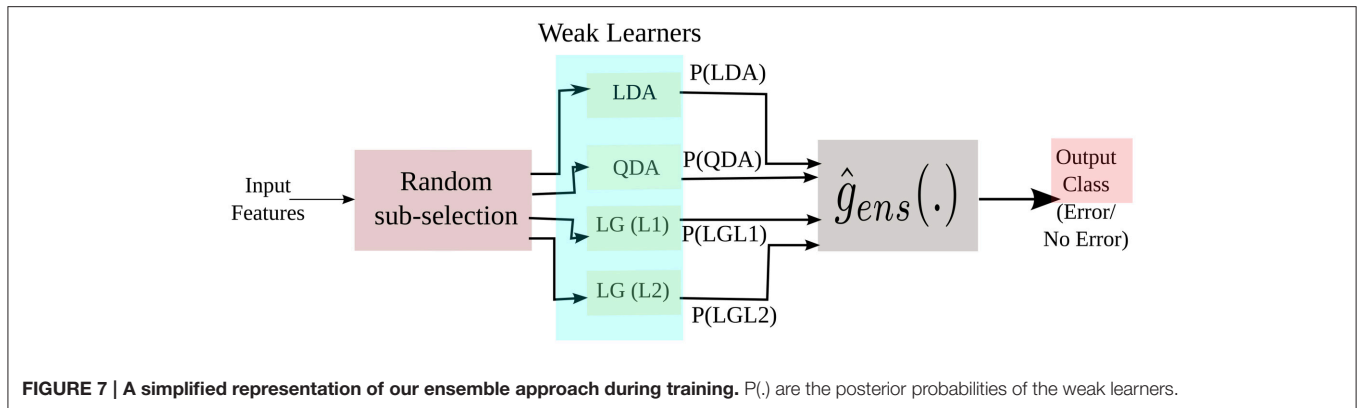 Weak Learners
Input
Features
Random
sub-selection
LDA
QDA
LG (L1)
LG (L2)
P(LDA)
P(QDA)
P(LGL1)
P(LGL2)
ĝ_ens(.)
Output
Class
(Error/
No Error)
FIGURE 7 | A simplified representation of our ensemble approach during training. P(.) are the posterior probabilities of the weak learners.